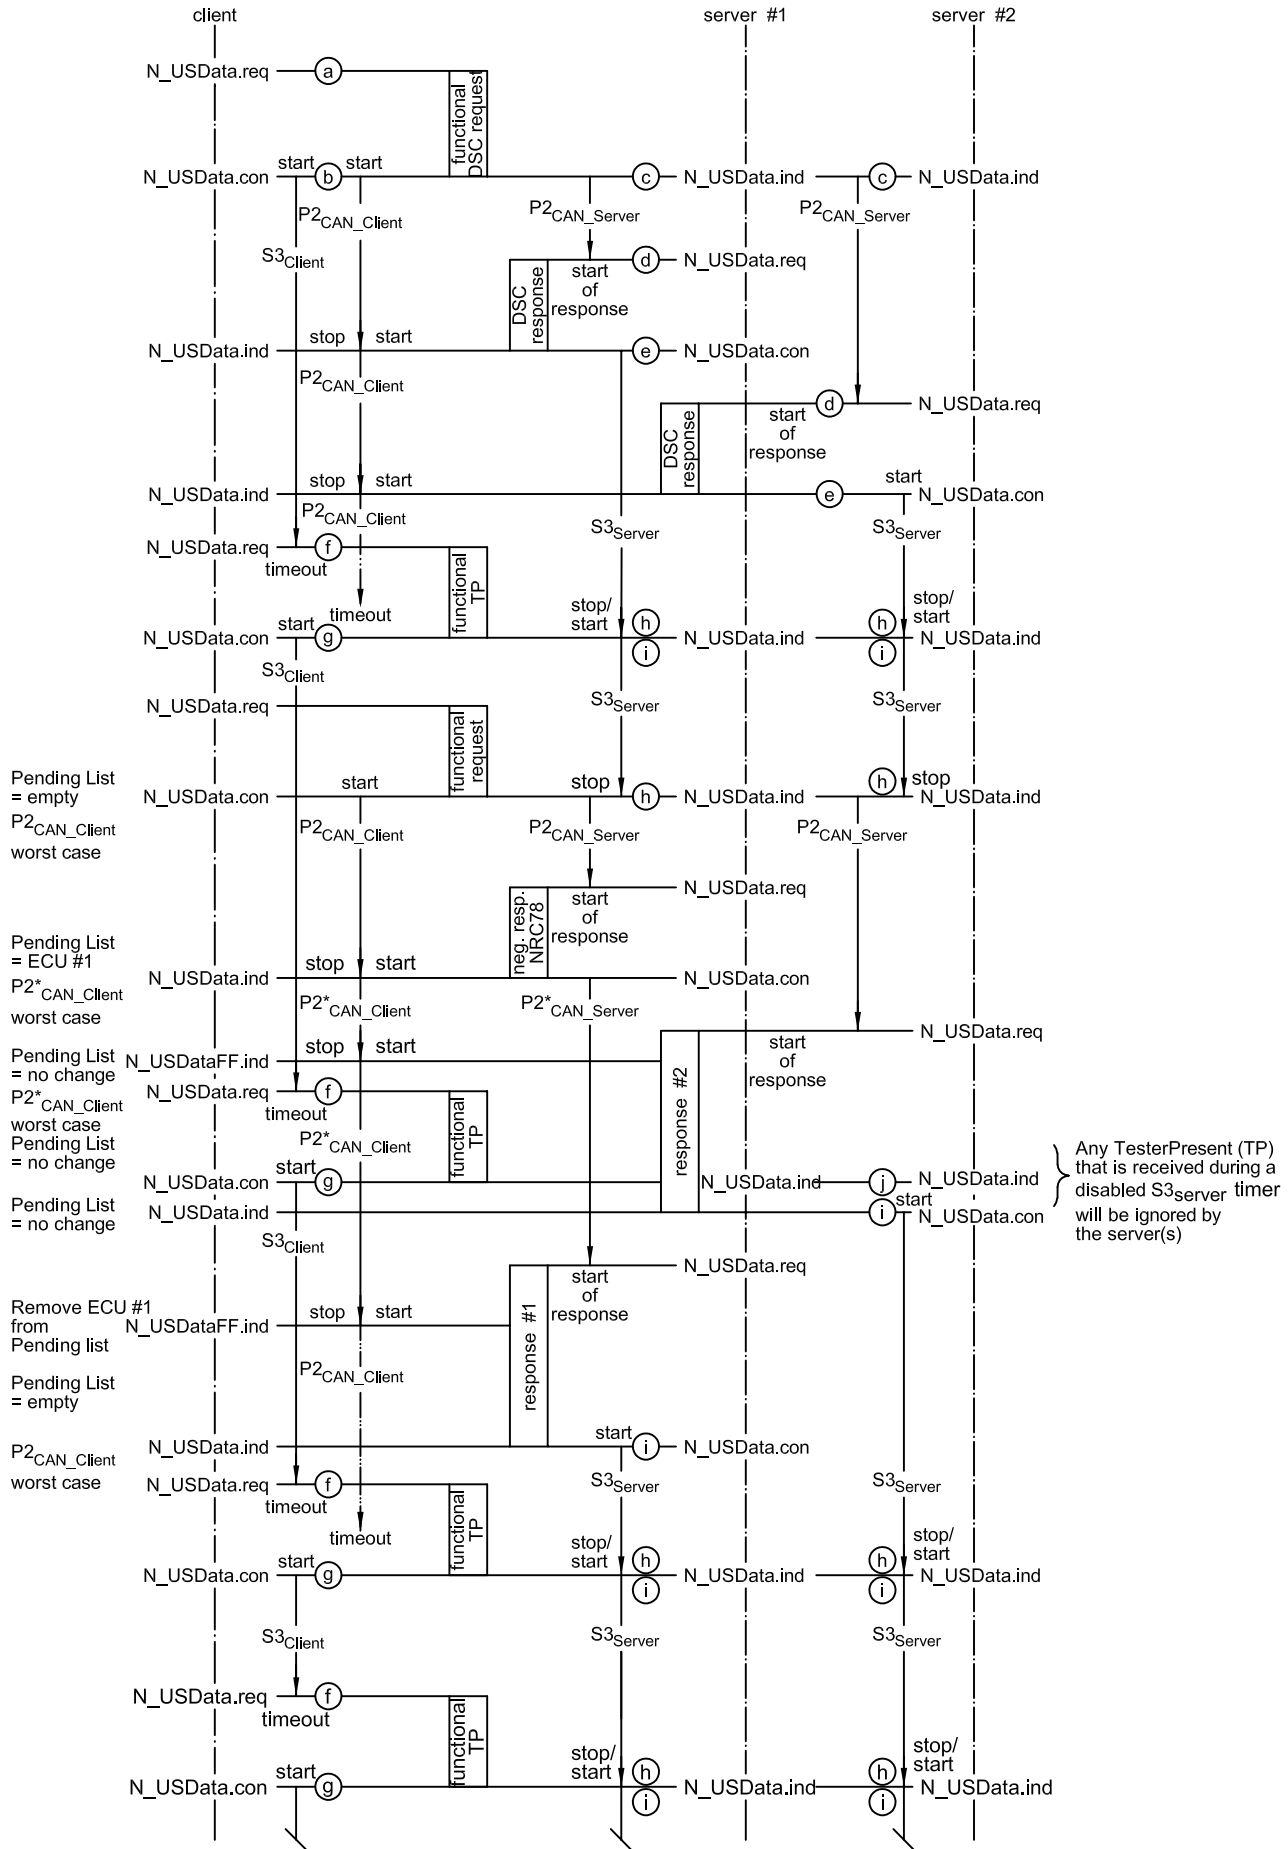 client
server #1
server #2
N_USData.req
a
functional
DSC request
N_USData.con
start
b
start
c
N_USData.ind
c
N_USData.ind
P2CAN_Client
P2CAN_Server
P2CAN_Server
S3Client
DSC
response
start
of
response
d
N_USData.req
N_USData.ind
stop
start
e
N_USData.con
P2CAN_Client
DSC
response
start
of
response
d
N_USData.req
N_USData.ind
stop
start
e
start
N_USData.con
P2CAN_Client
S3Server
S3Server
N_USData.req
f
timeout
functional
TP
timeout
N_USData.con
start
g
stop/
start
h
i
N_USData.ind
h
i
stop/
start
N_USData.ind
S3Client
S3Server
S3Server
N_USData.req
functional
request
Pending List
= empty
P2CAN_Client
worst case
N_USData.con
start
stop
h
N_USData.ind
h
stop
N_USData.ind
P2CAN_Client
P2CAN_Server
P2CAN_Server
neg. resp.
NRC78
start
of
response
N_USData.req
Pending List
= ECU #1
P2*CAN_Client
worst case
N_USData.ind
stop
start
N_USData.con
P2*CAN_Client
P2*CAN_Server
N_USData.req
start
of
response
response #2
Pending List
= no change
N_USDataFF.ind
stop
start
P2*CAN_Client
worst case
N_USData.req
f
timeout
functional
TP
P2*CAN_Client
Pending List
= no change
N_USData.con
start
g
N_USData.ind
j
N_USData.ind
Any TesterPresent (TP)
that is received during a
disabled S3server timer
will be ignored by
the server(s)
Pending List
= no change
N_USData.ind
i
start
N_USData.con
S3Client
response #1
start
of
response
N_USData.req
Remove ECU #1
from
Pending list
N_USDataFF.ind
stop
start
Pending List
= empty
P2CAN_Client
N_USData.ind
start
i
N_USData.con
P2CAN_Client
worst case
S3Server
S3Server
N_USData.req
f
timeout
functional
TP
timeout
N_USData.con
start
g
stop/
start
h
i
N_USData.ind
h
i
stop/
start
N_USData.ind
S3Client
S3Server
S3Server
N_USData.req
f
timeout
functional
TP
N_USData.con
start
g
stop/
start
h
i
N_USData.ind
h
i
stop/
start
N_USData.ind